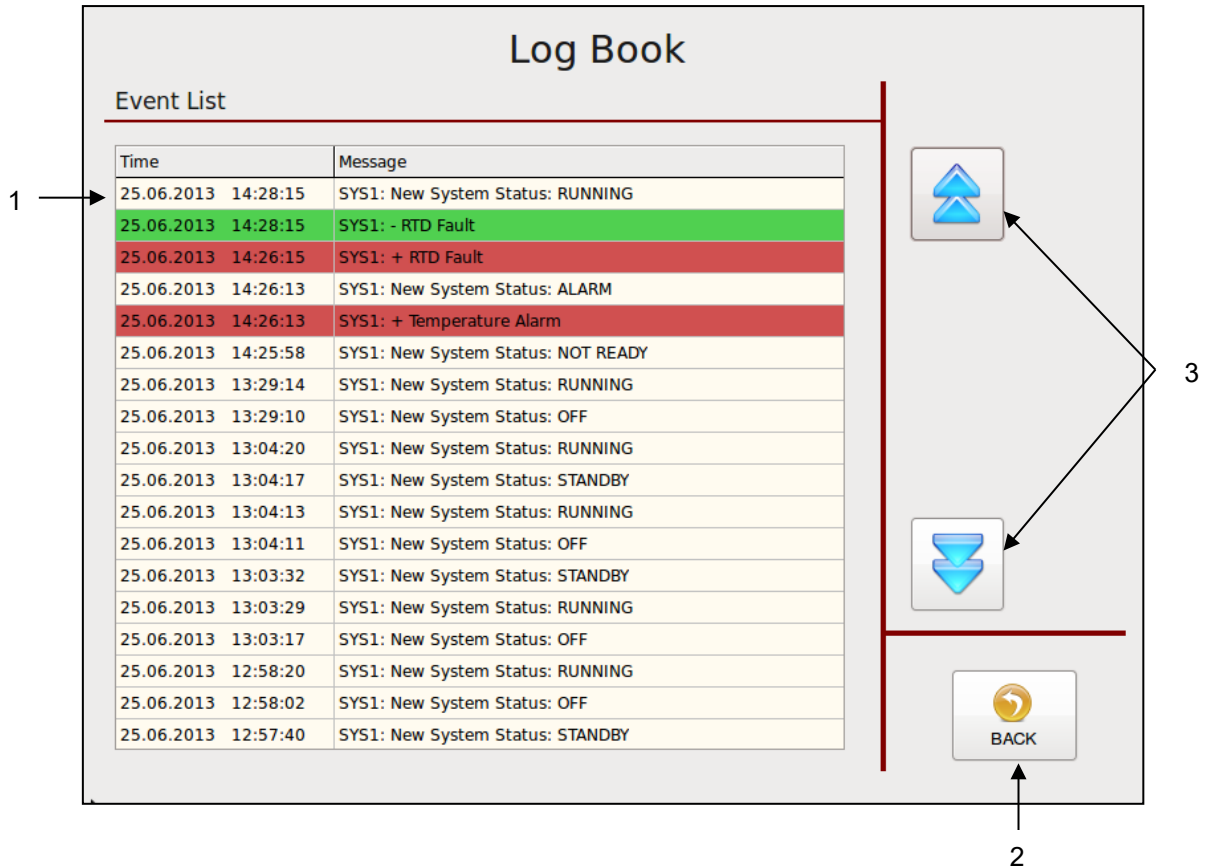 Log Book
Event List
Time Message
1
25.06.2013 14:28:15 SYS1: New System Status: RUNNING
25.06.2013 14:28:15 SYS1: - RTD Fault
25.06.2013 14:26:15 SYS1: + RTD Fault
25.06.2013 14:26:13 SYS1: New System Status: ALARM
25.06.2013 14:26:13 SYS1: + Temperature Alarm
25.06.2013 14:25:58 SYS1: New System Status: NOT READY
25.06.2013 13:29:14 SYS1: New System Status: RUNNING
3
25.06.2013 13:29:10 SYS1: New System Status: OFF
25.06.2013 13:04:20 SYS1: New System Status: RUNNING
25.06.2013 13:04:17 SYS1: New System Status: STANDBY
25.06.2013 13:04:13 SYS1: New System Status: RUNNING
25.06.2013 13:04:11 SYS1: New System Status: OFF
25.06.2013 13:03:32 SYS1: New System Status: STANDBY
25.06.2013 13:03:29 SYS1: New System Status: RUNNING
25.06.2013 13:03:17 SYS1: New System Status: OFF
25.06.2013 12:58:20 SYS1: New System Status: RUNNING
25.06.2013 12:58:02 SYS1: New System Status: OFF
25.06.2013 12:57:40 SYS1: New System Status: STANDBY
BACK
2